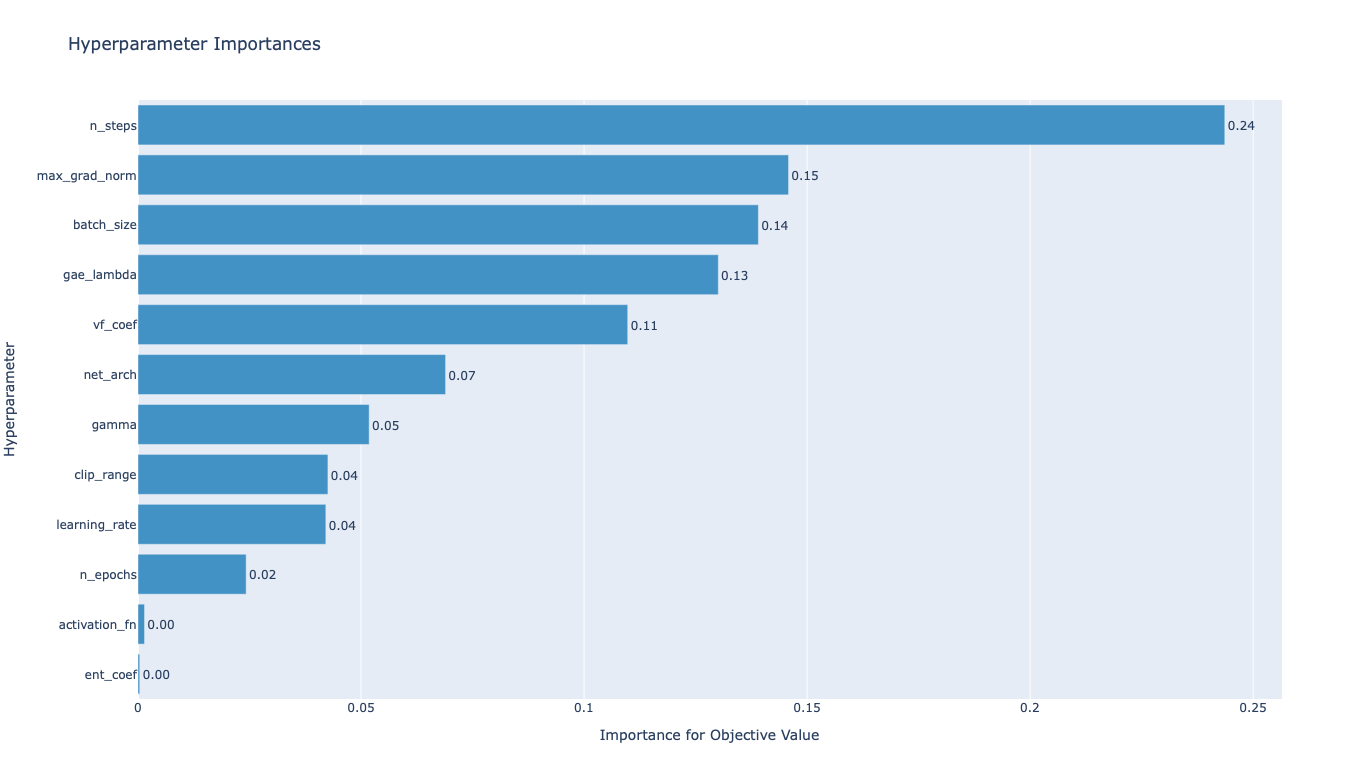 Hyperparameter Importances
n_steps 0.24
max_grad_norm 0.15
batch_size 0.14
gae_lambda 0.13
vf_coef 0.11
net_arch 0.07
gamma 0.05
clip_range 0.04
learning_rate 0.04
n_epochs 0.02
activation_fn 0.00
ent_coef 0.00
0 0.05 0.1 0.15 0.2 0.25
Importance for Objective Value
Hyperparameter